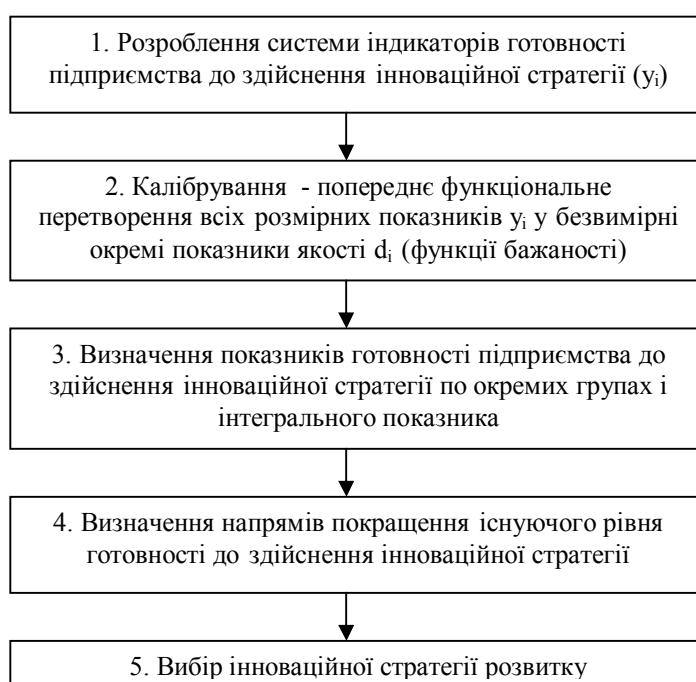 1. Розроблення системи індикаторів готовності
підприємства до здійснення інноваційної стратегії (yᵢ)
2. Калібрування - попереднє функціональне
перетворення всіх розмірних показників yᵢ у безвимірні
окремі показники якості dᵢ (функції бажаності)
3. Визначення показників готовності підприємства до
здійснення інноваційної стратегії по окремих групах і
інтегрального показника
4. Визначення напрямів покращення існуючого рівня
готовності до здійснення інноваційної стратегії
5. Вибір інноваційної стратегії розвитку